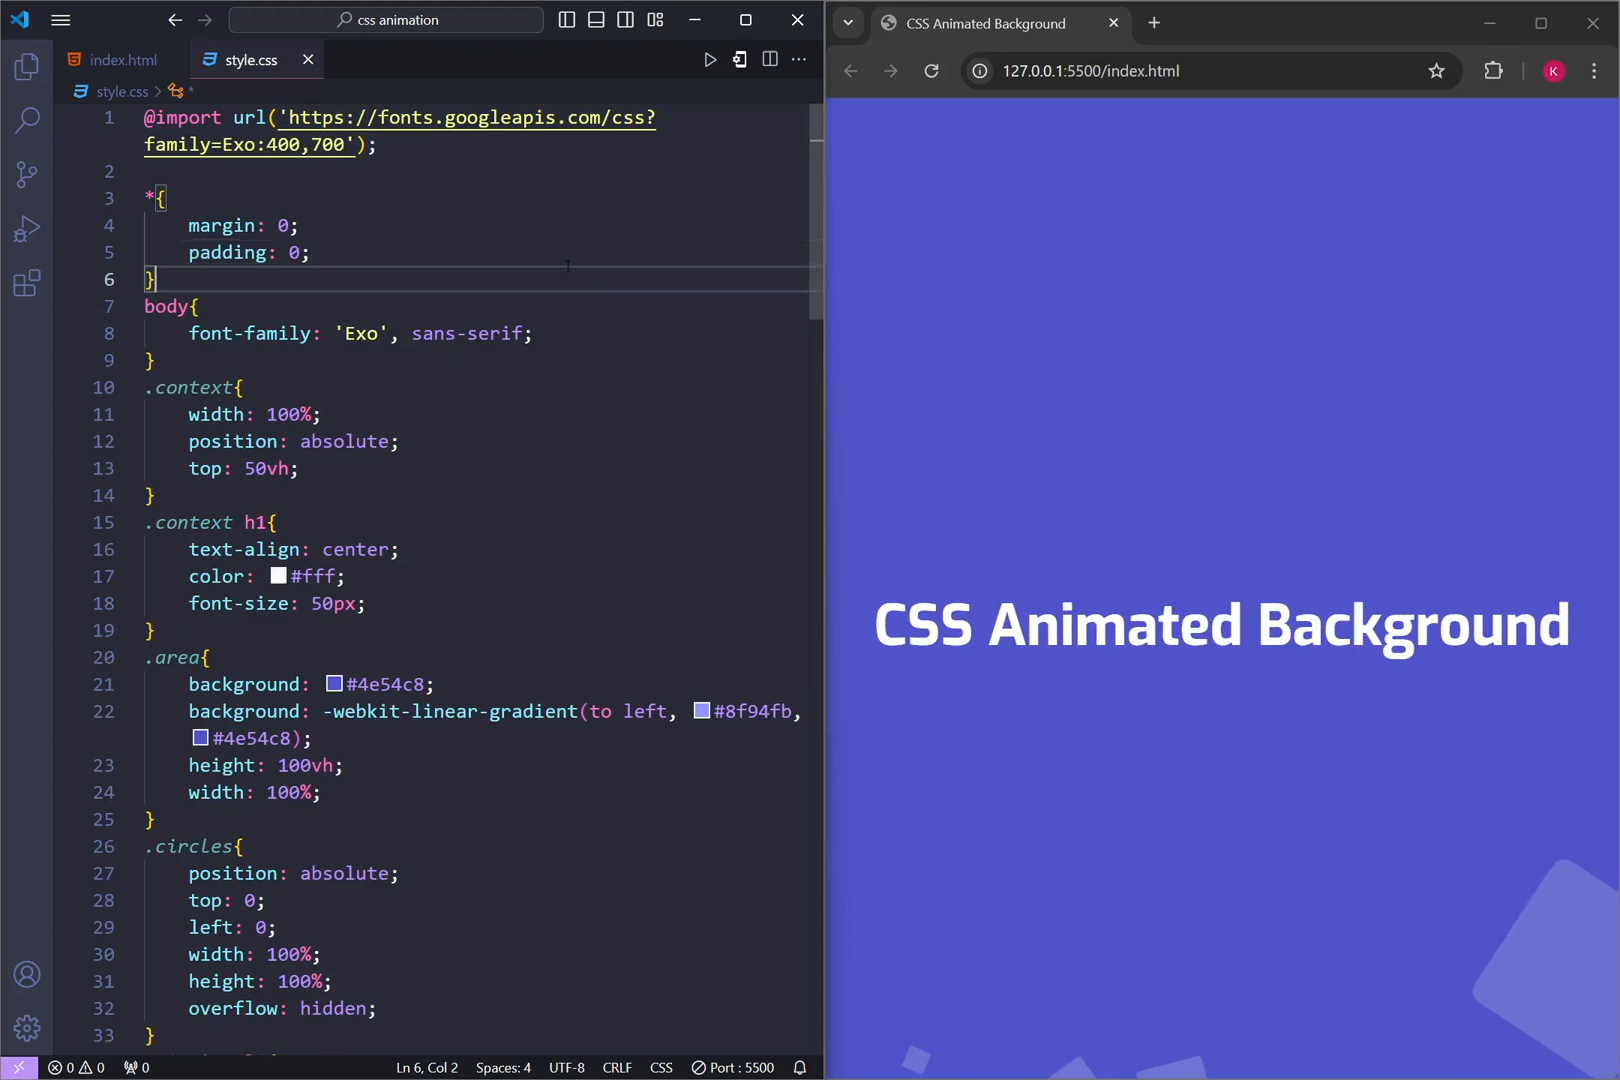 css animation
index.html
style.css
style.css > *
1 @import url('https://fonts.googleapis.com/css?
family=Exo:400,700');
2
3 *{
4 margin: 0;
5 padding: 0;
6 }
7 body{
8 font-family: 'Exo', sans-serif;
9 }
10 .context{
11 width: 100%;
12 position: absolute;
13 top: 50vh;
14 }
15 .context h1{
16 text-align: center;
17 color: #fff;
18 font-size: 50px;
19 }
20 .area{
21 background: #4e54c8;
22 background: -webkit-linear-gradient(to left, #8f94fb,
#4e54c8);
23 height: 100vh;
24 width: 100%;
25 }
26 .circles{
27 position: absolute;
28 top: 0;
29 left: 0;
30 width: 100%;
31 height: 100%;
32 overflow: hidden;
33 }
0 0 0 Ln 6, Col 2 Spaces: 4 UTF-8 CRLF CSS Port : 5500
CSS Animated Background
127.0.0.1:5500/index.html
K
CSS Animated Background